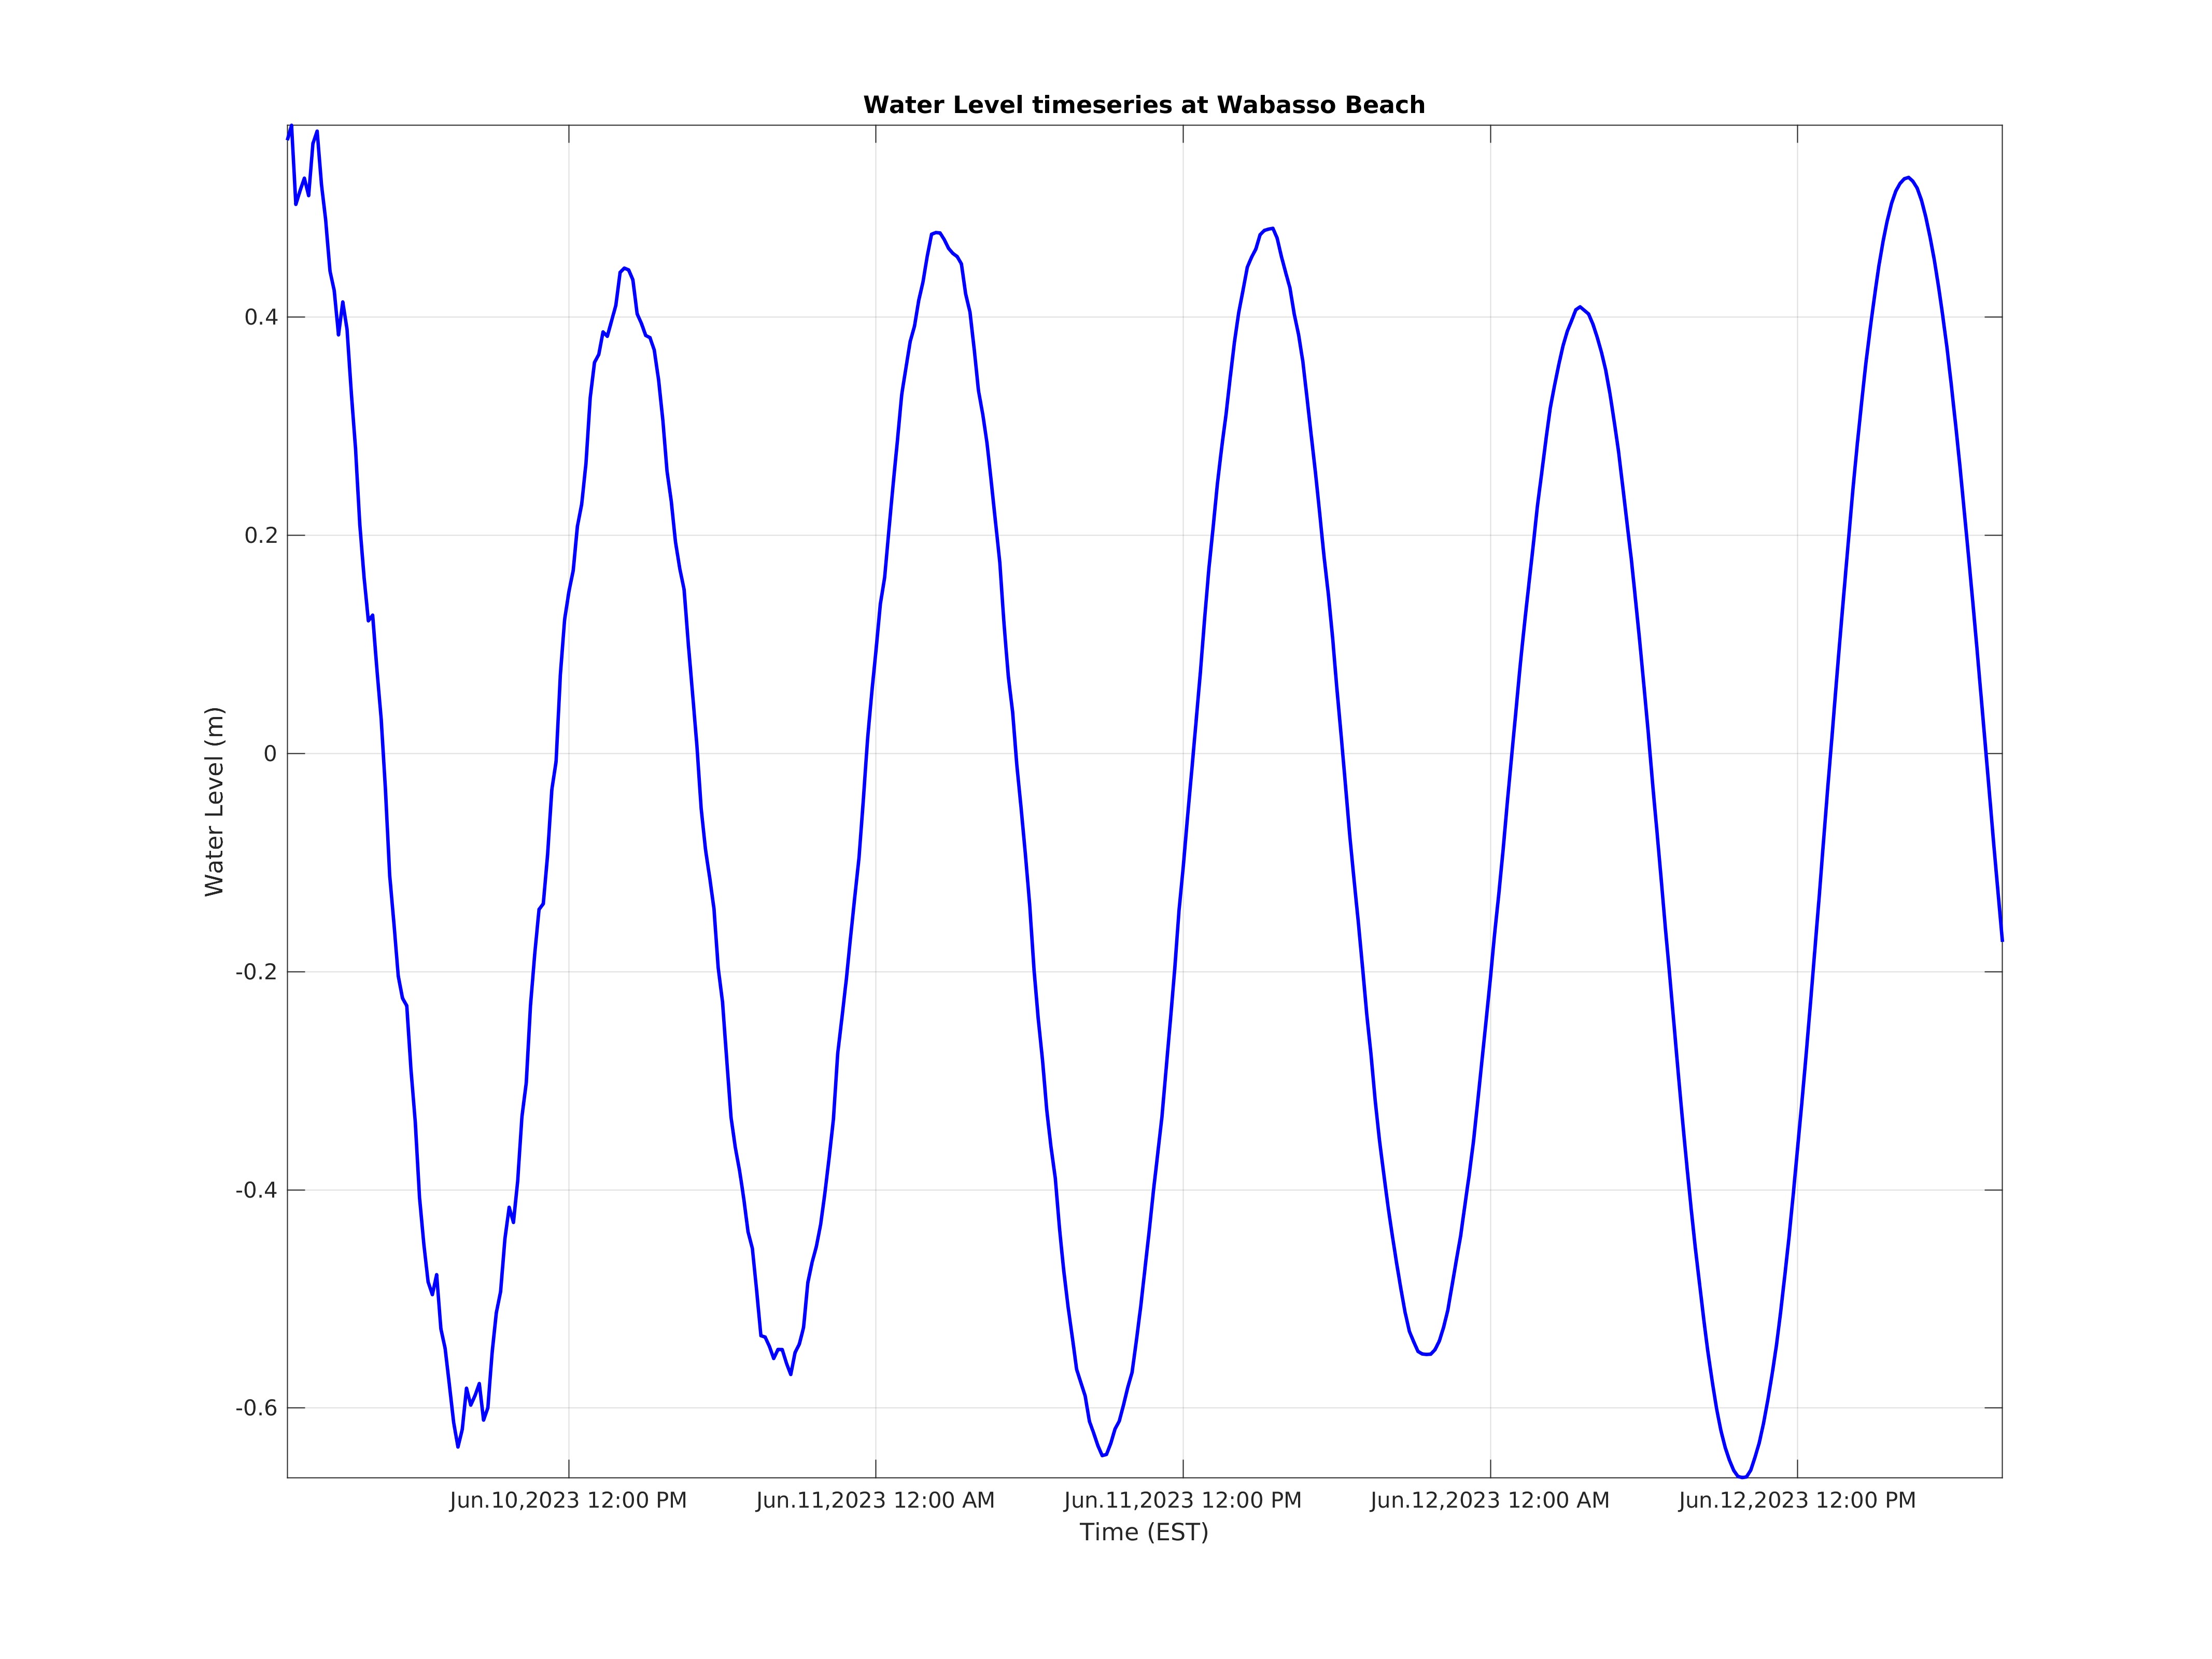 Water Level timeseries at Wabasso Beach
0.4
0.2
0
-0.2
-0.4
-0.6
Water Level (m)
Jun.10,2023 12:00 PM
Jun.11,2023 12:00 AM
Jun.11,2023 12:00 PM
Jun.12,2023 12:00 AM
Jun.12,2023 12:00 PM
Time (EST)